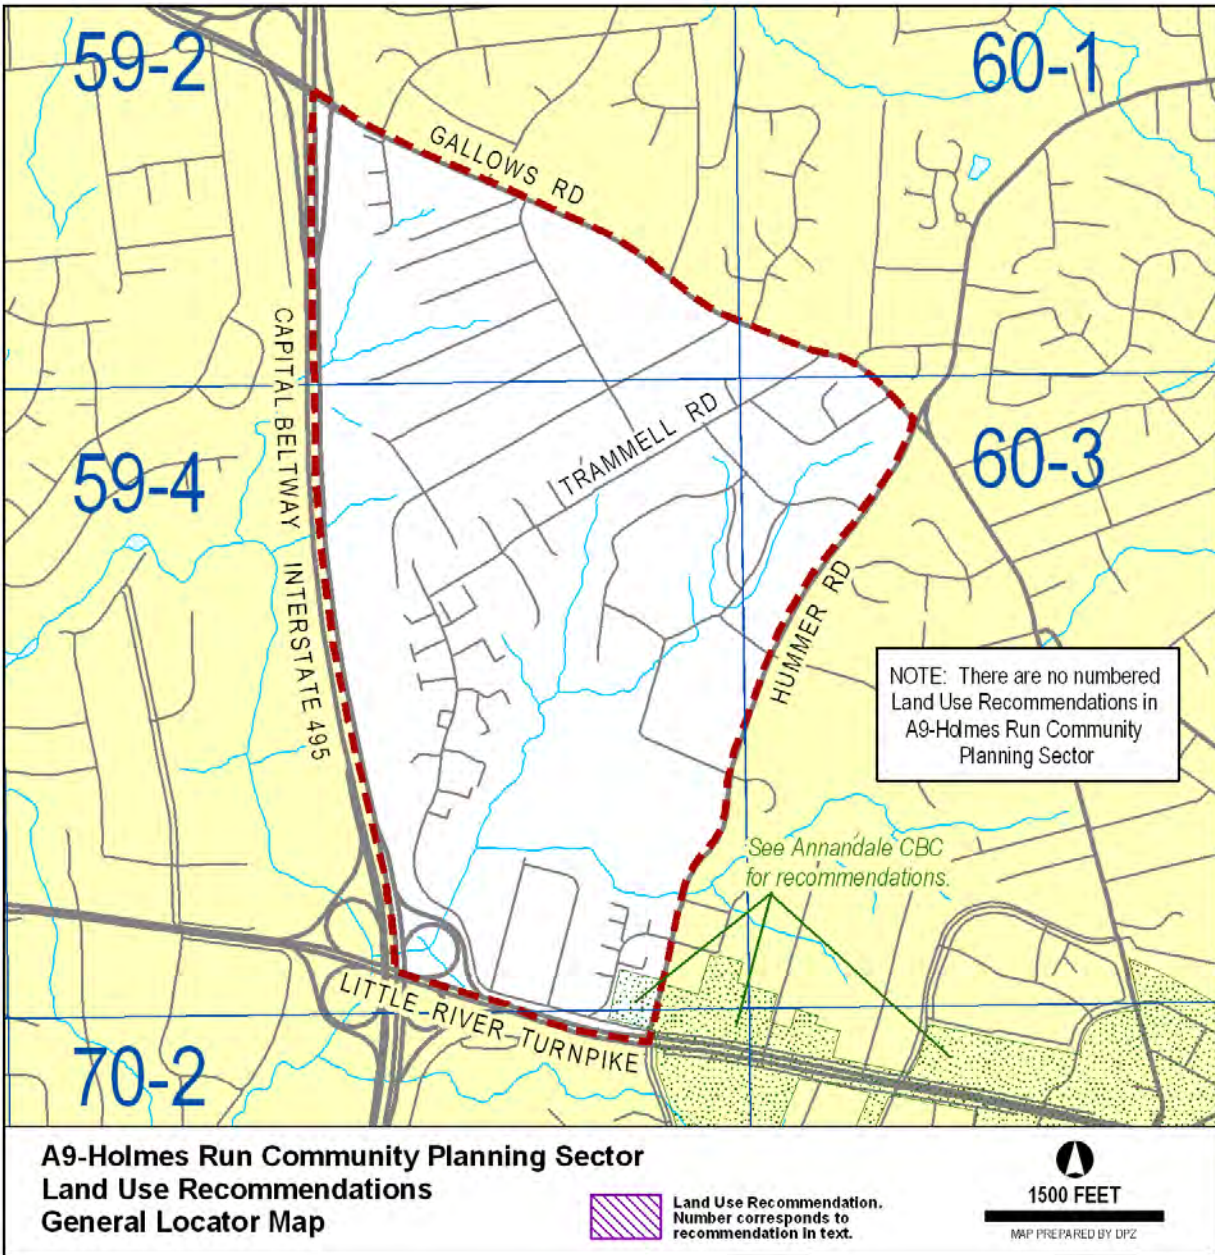 59-2
60-1
GALLOWS RD
CAPITAL BELTWAY INTERSTATE 495
TRAMMELL RD
59-4
60-3
HUMMER RD
NOTE: There are no numbered
Land Use Recommendations in
A9-Holmes Run Community
Planning Sector
See Annandale CBC
for recommendations.
LITTLE RIVER TURNPIKE
70-2
A9-Holmes Run Community Planning Sector
Land Use Recommendations
General Locator Map
Land Use Recommendation.
Number corresponds to
recommendation in text.
1500 FEET
MAP PREPARED BY DPZ